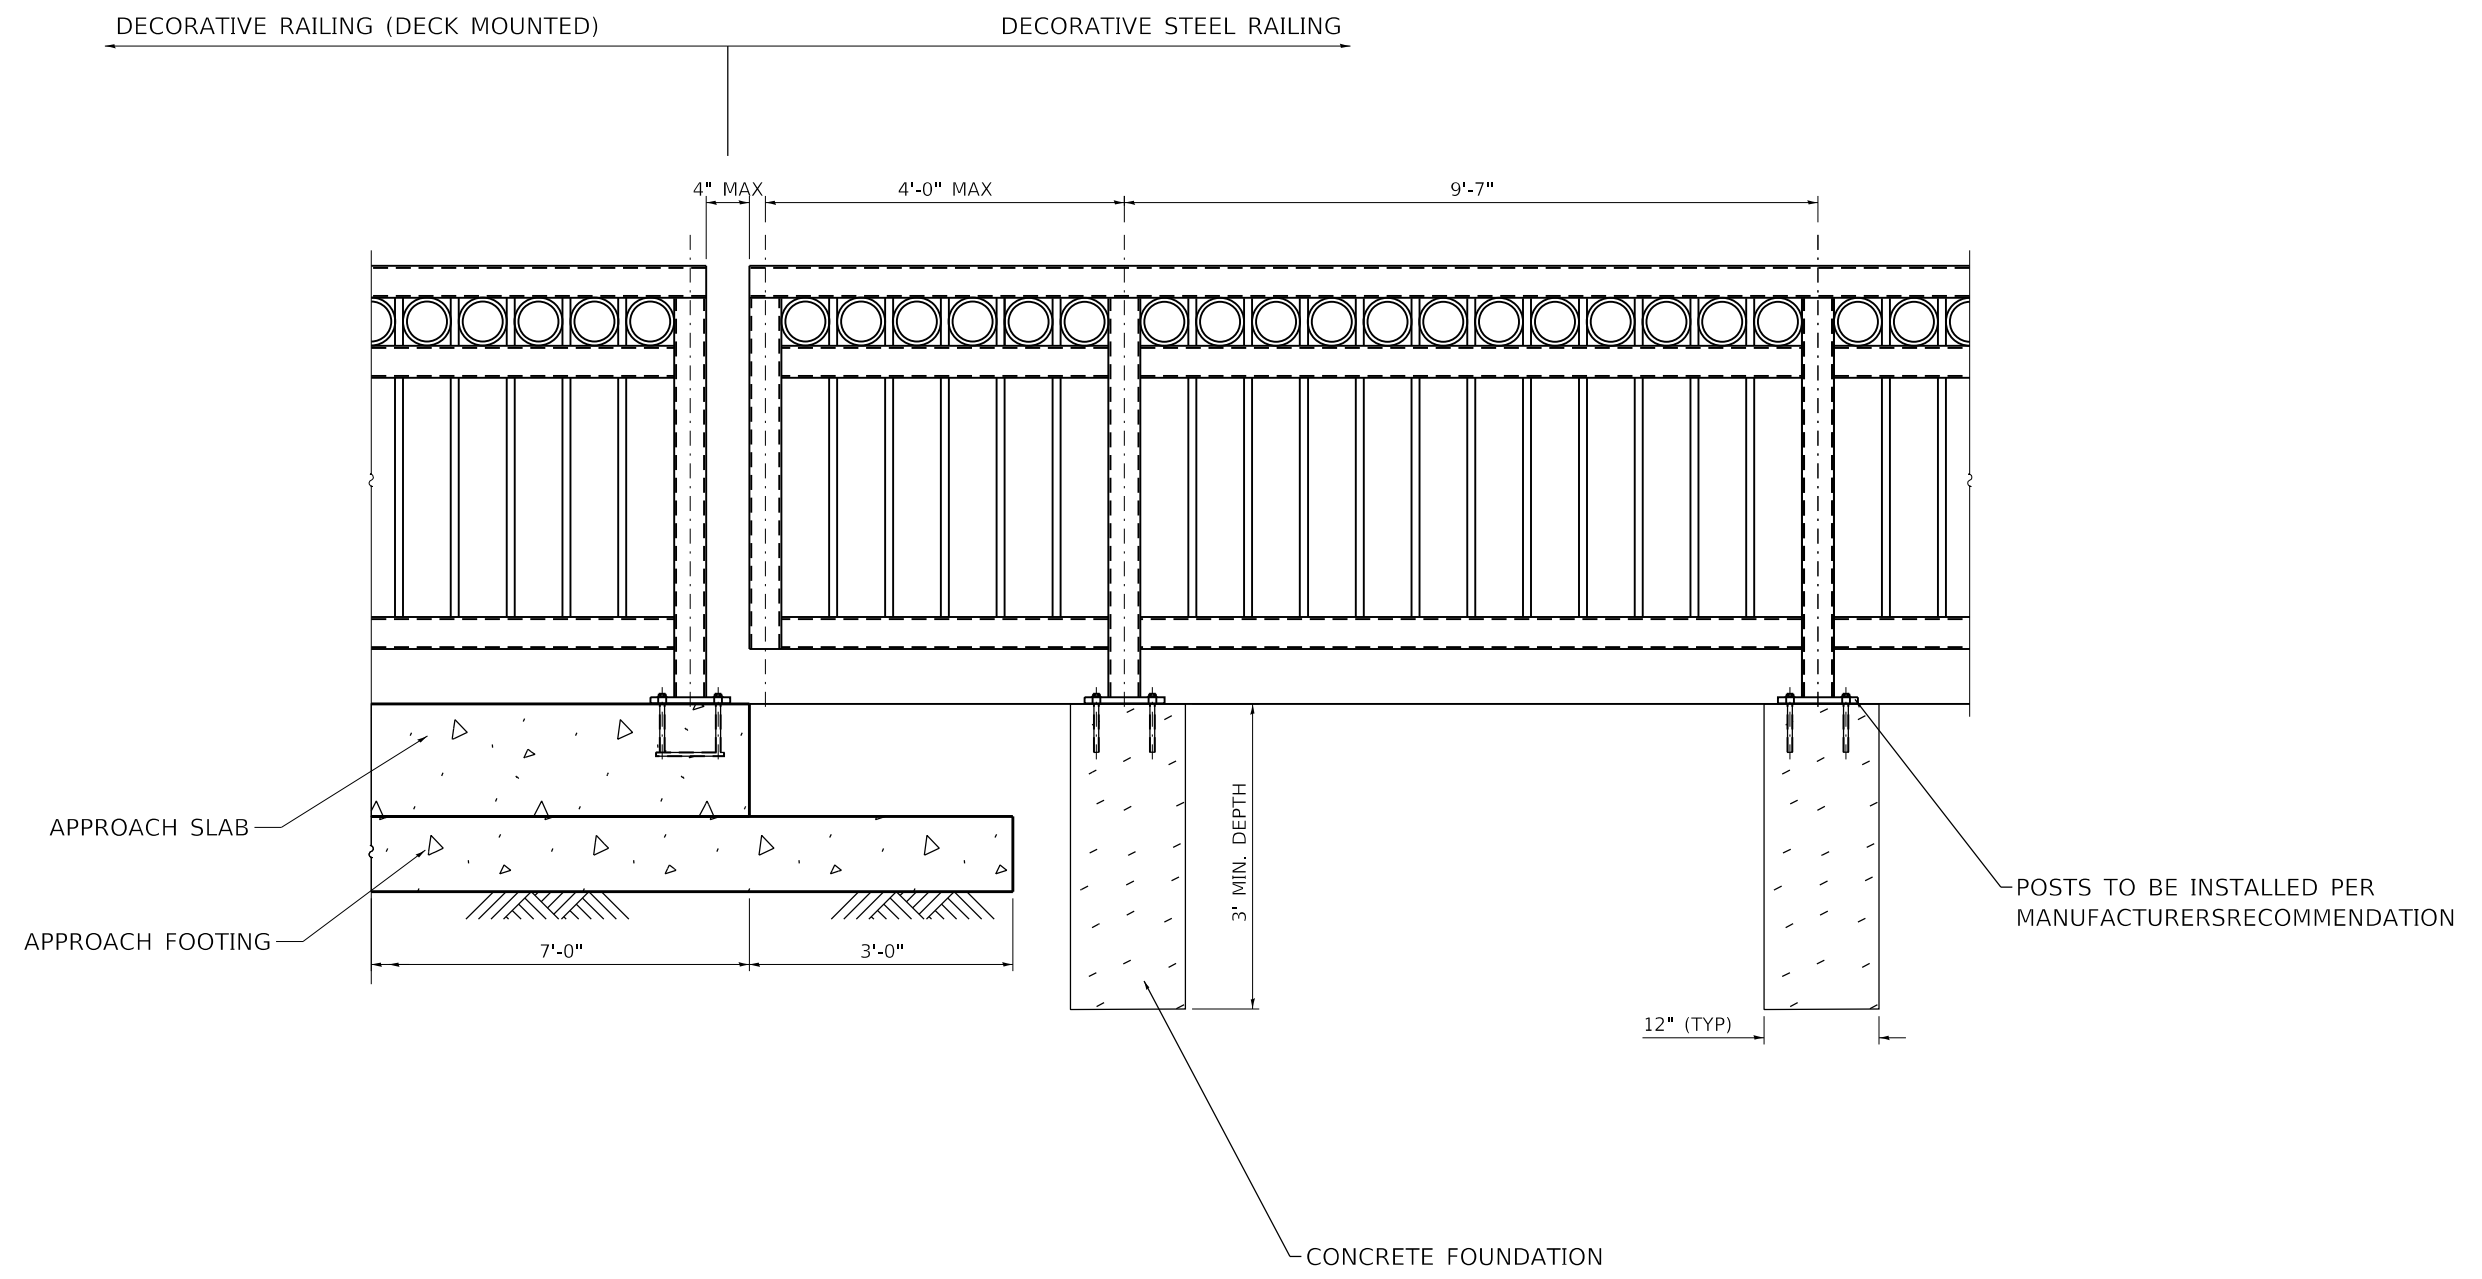 DECORATIVE RAILING (DECK MOUNTED)
DECORATIVE STEEL RAILING
4" MAX
4'-0" MAX
9'-7"
APPROACH SLAB
3' MIN. DEPTH
POSTS TO BE INSTALLED PER
MANUFACTURERSRECOMMENDATION
APPROACH FOOTING
7'-0"
3'-0"
12" (TYP)
CONCRETE FOUNDATION